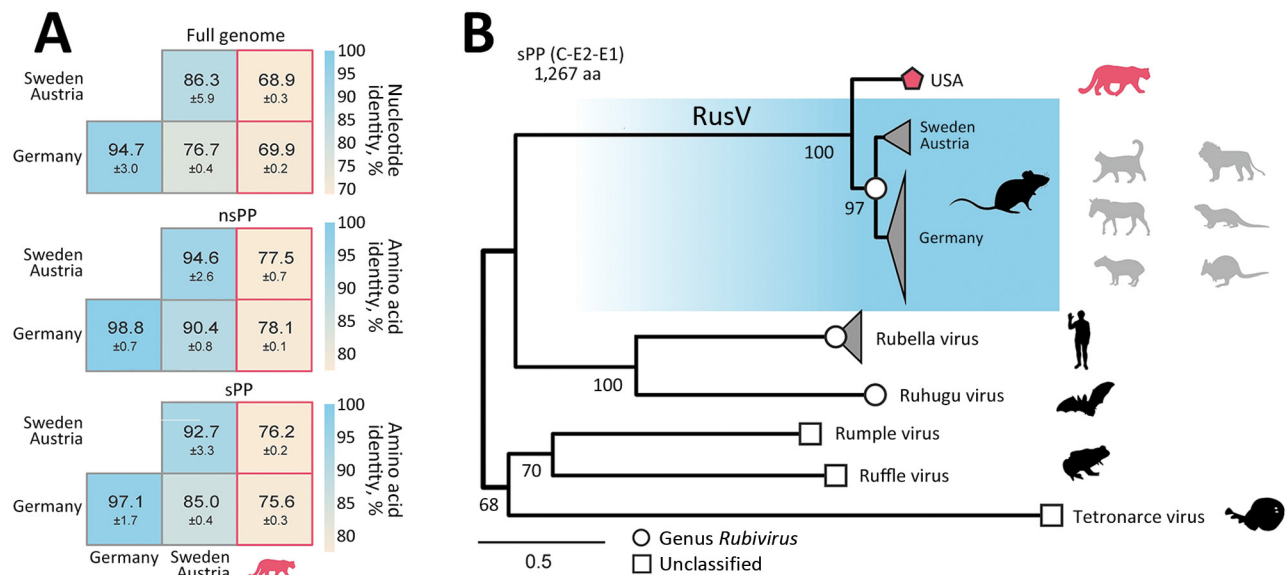 A
Full genome
Sweden
Austria
86.3
±5.9
68.9
±0.3
Germany
94.7
±3.0
76.7
±0.4
69.9
±0.2
100
95
90
85
80
75
70
Nucleotide
identity, %
nsPP
Sweden
Austria
94.6
±2.6
77.5
±0.7
Germany
98.8
±0.7
90.4
±0.8
78.1
±0.1
100
95
90
85
80
Amino acid
identity, %
sPP
Sweden
Austria
92.7
±3.3
76.2
±0.2
Germany
97.1
±1.7
85.0
±0.4
75.6
±0.3
100
95
90
85
80
Amino acid
identity, %
Germany
Sweden
Austria
B
sPP (C-E2-E1)
1,267 aa
USA
RusV
Sweden
Austria
100
97
Germany
Rubella virus
100
Ruhugu virus
Rumple virus
70
Ruffle virus
68
Tetronarce virus
0.5
Genus Rubivirus
Unclassified